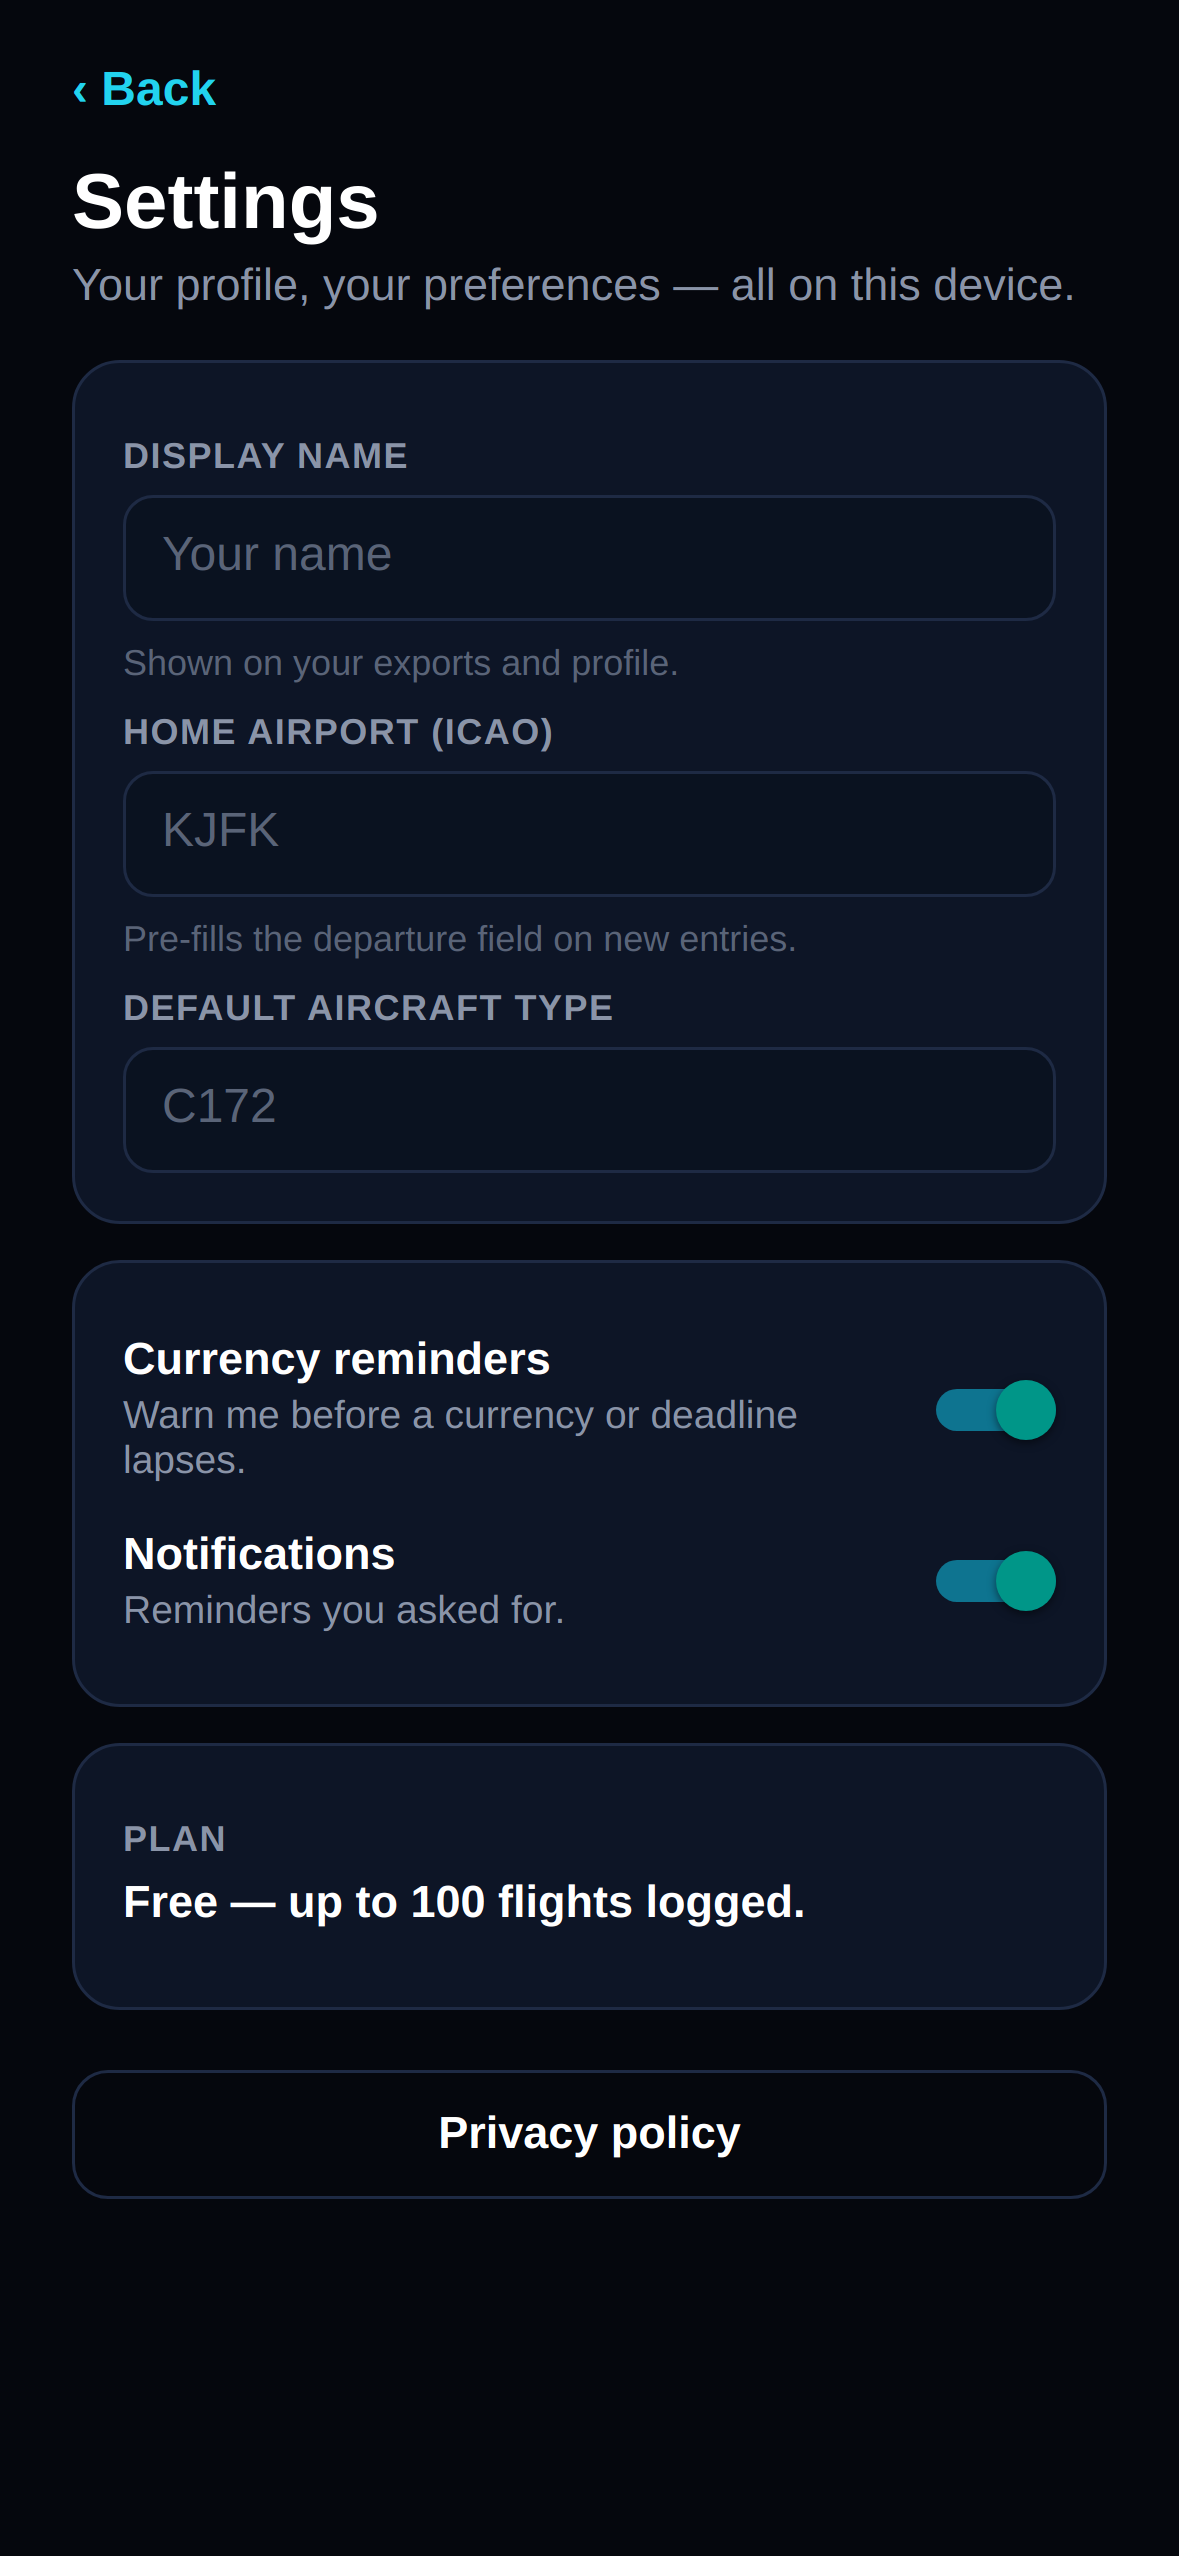 ‹ Back
Settings
Your profile, your preferences — all on this device.
DISPLAY NAME
Your name
Shown on your exports and profile.
HOME AIRPORT (ICAO)
KJFK
Pre-fills the departure field on new entries.
DEFAULT AIRCRAFT TYPE
C172
Currency reminders
Warn me before a currency or deadline
lapses.
Notifications
Reminders you asked for.
PLAN
Free — up to 100 flights logged.
Privacy policy